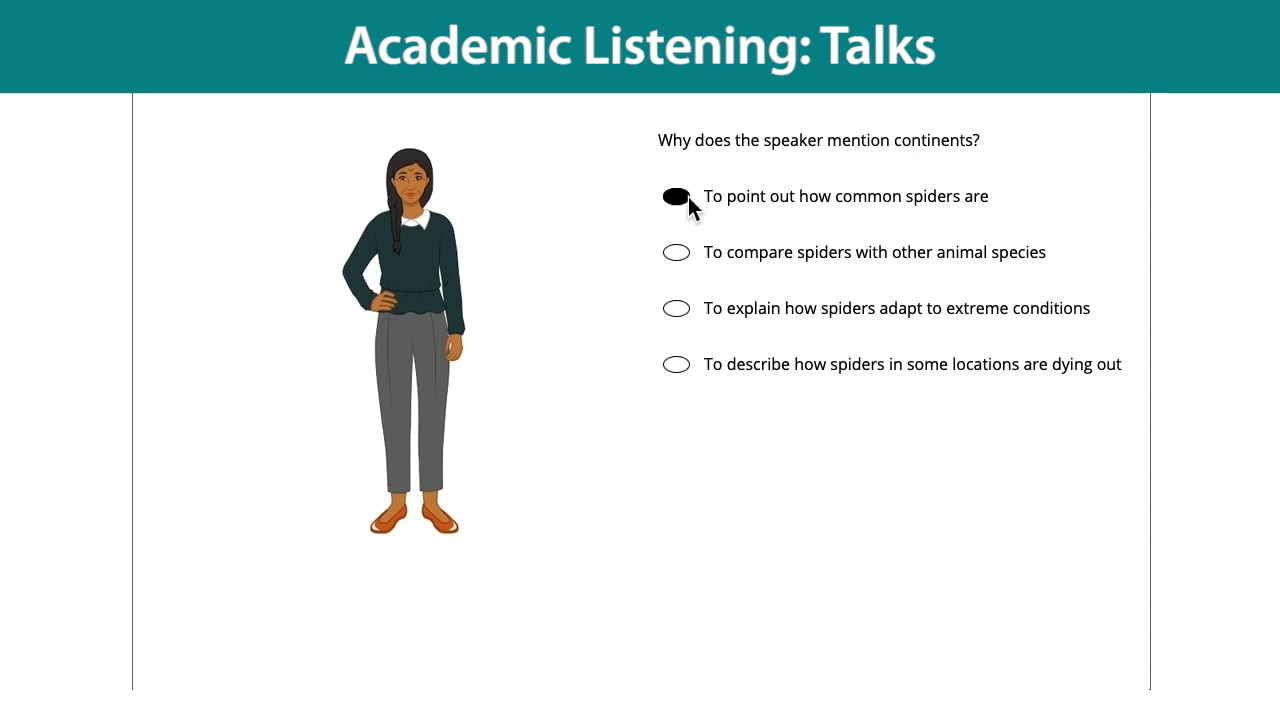 Academic Listening: Talks
Why does the speaker mention continents?
To point out how common spiders are
To compare spiders with other animal species
To explain how spiders adapt to extreme conditions
To describe how spiders in some locations are dying out